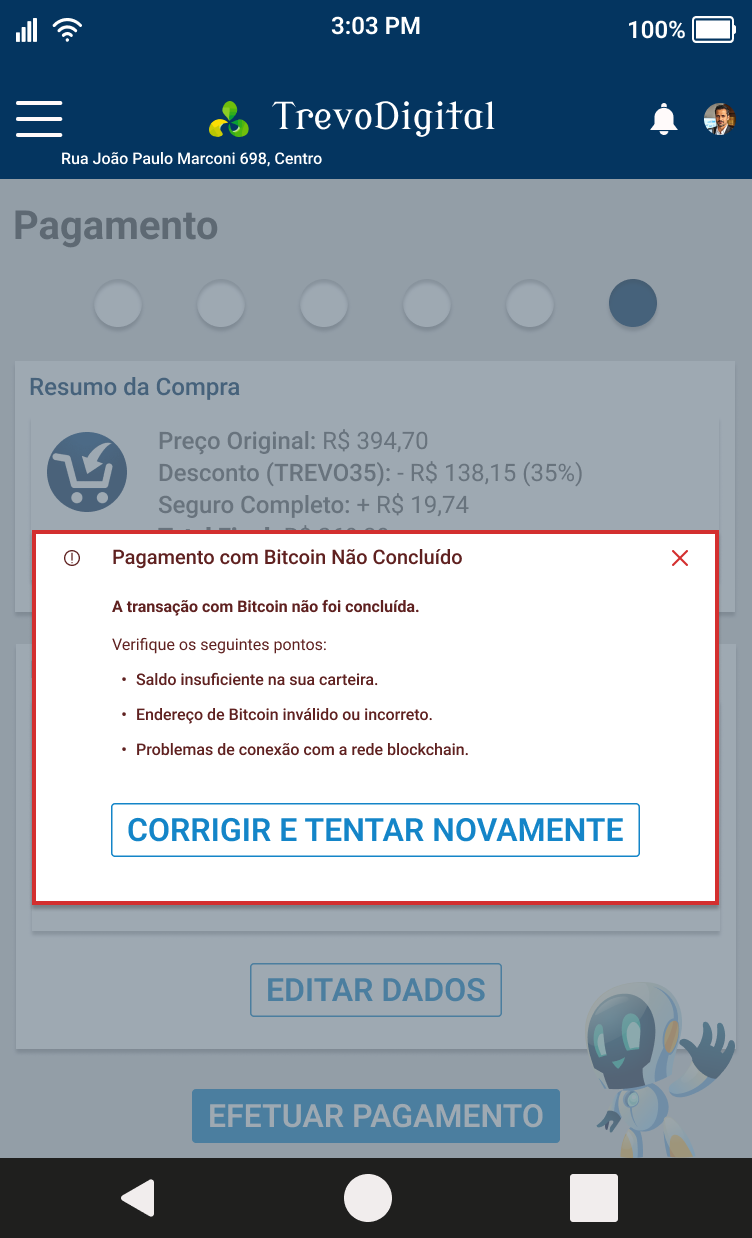 3:03 PM
100%
TrevoDigital
Rua João Paulo Marconi 698, Centro
Pagamento
Resumo da Compra
Preço Original: R$ 394,70
Desconto (TREVO35): - R$ 138,15 (35%)
Seguro Completo: + R$ 19,74
Pagamento com Bitcoin Não Concluído
A transação com Bitcoin não foi concluída.
Verifique os seguintes pontos:
• Saldo insuficiente na sua carteira.
• Endereço de Bitcoin inválido ou incorreto.
• Problemas de conexão com a rede blockchain.
CORRIGIR E TENTAR NOVAMENTE
EDITAR DADOS
EFETUAR PAGAMENTO